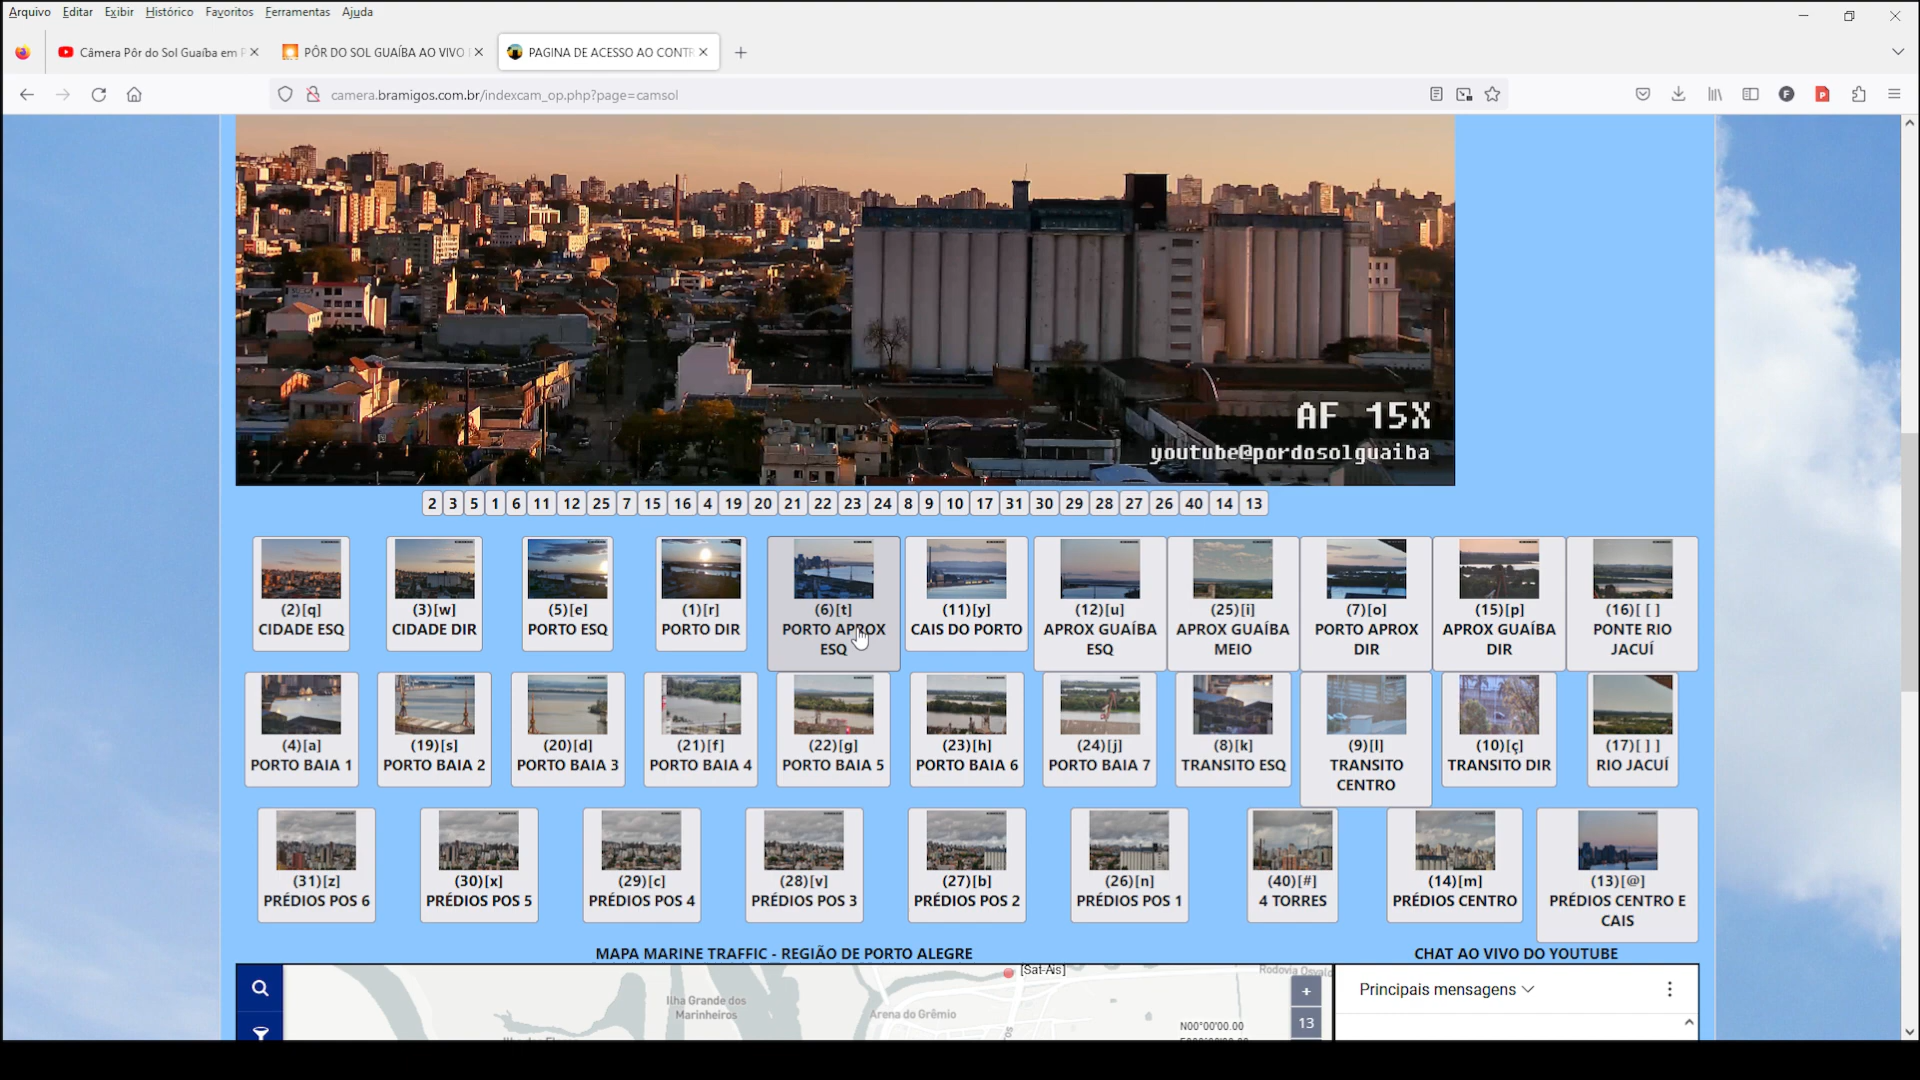 Arquivo Editar Exibir Histórico Favoritos Ferramentas Ajuda
Câmera Pôr do Sol Guaíba em P
PÔR DO SOL GUAÍBA AO VIVO
PAGINA DE ACESSO AO CONTR
camera.bramigos.com.br/indexcam_op.php?page=camsol
AF 15X
youtube@pordosolguaiba
2 3 5 1 6 11 12 25 7 15 16 4 19 20 21 22 23 24 8 9 10 17 31 30 29 28 27 26 40 14 13
(2)[q]
CIDADE ESQ
(3)[w]
CIDADE DIR
(5)[e]
PORTO ESQ
(1)[r]
PORTO DIR
(6)[t]
PORTO APROX
ESQ
(11)[y]
CAIS DO PORTO
(12)[u]
APROX GUAÍBA
ESQ
(25)[i]
APROX GUAÍBA
MEIO
(7)[o]
PORTO APROX
DIR
(15)[p]
APROX GUAÍBA
DIR
(16)[ [ ]
PONTE RIO
JACUÍ
(4)[a]
PORTO BAIA 1
(19)[s]
PORTO BAIA 2
(20)[d]
PORTO BAIA 3
(21)[f]
PORTO BAIA 4
(22)[g]
PORTO BAIA 5
(23)[h]
PORTO BAIA 6
(24)[j]
PORTO BAIA 7
(8)[k]
TRANSITO ESQ
(9)[l]
TRANSITO
CENTRO
(10)[ç]
TRANSITO DIR
(17)[ ] ]
RIO JACUÍ
(31)[z]
PRÉDIOS POS 6
(30)[x]
PRÉDIOS POS 5
(29)[c]
PRÉDIOS POS 4
(28)[v]
PRÉDIOS POS 3
(27)[b]
PRÉDIOS POS 2
(26)[n]
PRÉDIOS POS 1
(40)[#]
4 TORRES
(14)[m]
PRÉDIOS CENTRO
(13)[@]
PRÉDIOS CENTRO E
CAIS
MAPA MARINE TRAFFIC - REGIÃO DE PORTO ALEGRE
CHAT AO VIVO DO YOUTUBE
[Sat-Ais]
Rodovia
Ilha Grande dos
Marinheiros
Arena do Grêmio
+
13
N00°00'00.00
Principais mensagens